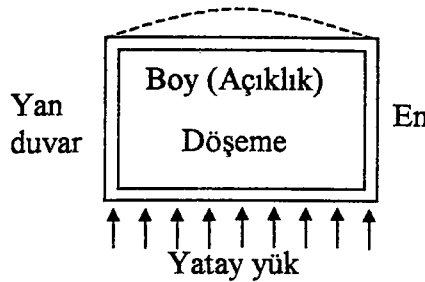 Boy (Açıklık)
Yan
duvar
En
Döşeme
Yatay yük